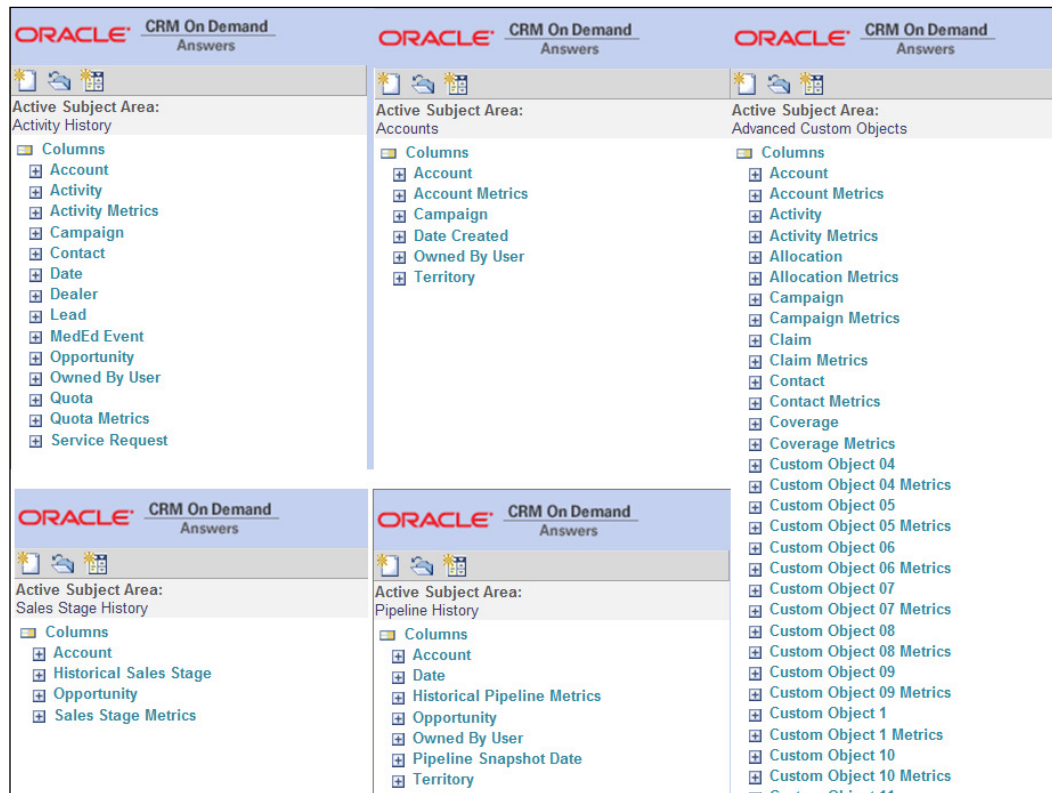 ORACLE CRM On Demand
Answers
Active Subject Area:
Activity History
Columns
Account
Activity
Activity Metrics
Campaign
Contact
Date
Dealer
Lead
MedEd Event
Opportunity
Owned By User
Quota
Quota Metrics
Service Request
ORACLE CRM On Demand
Answers
Active Subject Area:
Accounts
Columns
Account
Account Metrics
Campaign
Date Created
Owned By User
Territory
ORACLE CRM On Demand
Answers
Active Subject Area:
Advanced Custom Objects
Columns
Account
Account Metrics
Activity
Activity Metrics
Allocation
Allocation Metrics
Campaign
Campaign Metrics
Claim
Claim Metrics
Contact
Contact Metrics
Coverage
Coverage Metrics
Custom Object 04
Custom Object 04 Metrics
Custom Object 05
Custom Object 05 Metrics
Custom Object 06
Custom Object 06 Metrics
Custom Object 07
Custom Object 07 Metrics
Custom Object 08
Custom Object 08 Metrics
Custom Object 09
Custom Object 09 Metrics
Custom Object 1
Custom Object 1 Metrics
Custom Object 10
Custom Object 10 Metrics
ORACLE CRM On Demand
Answers
Active Subject Area:
Sales Stage History
Columns
Account
Historical Sales Stage
Opportunity
Sales Stage Metrics
ORACLE CRM On Demand
Answers
Active Subject Area:
Pipeline History
Columns
Account
Date
Historical Pipeline Metrics
Opportunity
Owned By User
Pipeline Snapshot Date
Territory